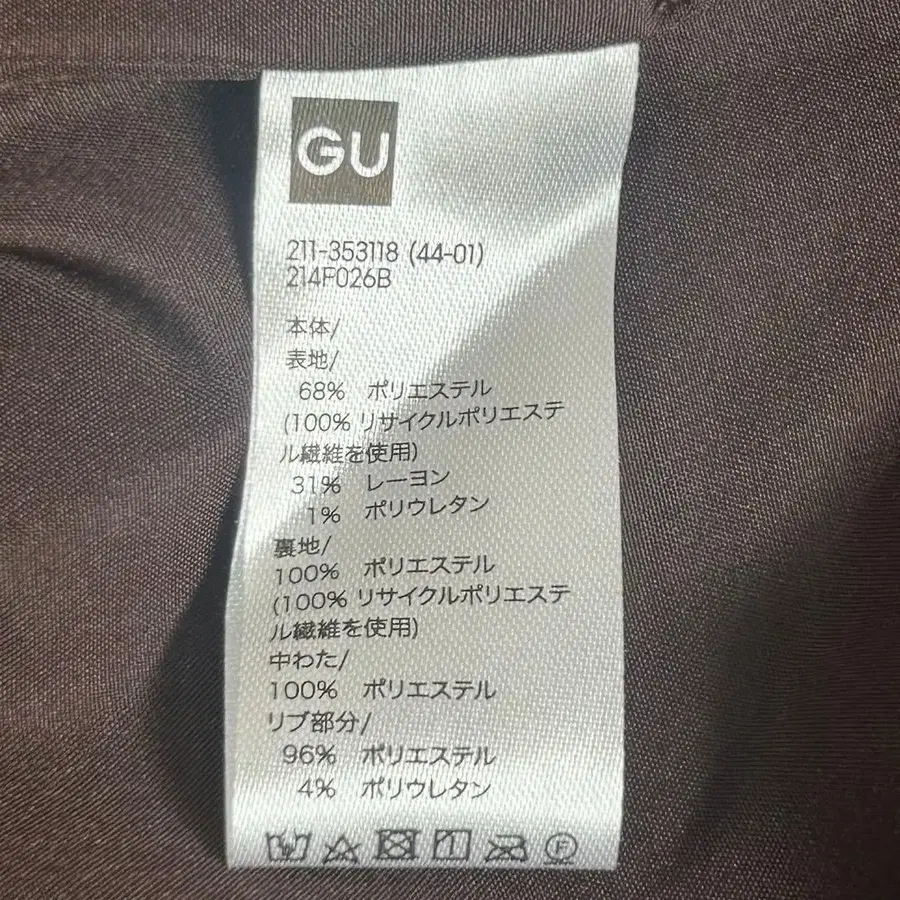 GU
211-353118 (44-01)
214F026B
本体/
表地/
68% ポリエステル
(100% リサイクルポリエステ
ル繊維を使用)
31% レーヨン
1% ポリウレタン
裏地/
100% ポリエステル
(100% リサイクルポリエステ
ル繊維を使用)
中わた/
100% ポリエステル
リブ部分/
96% ポリエステル
4% ポリウレタン
F